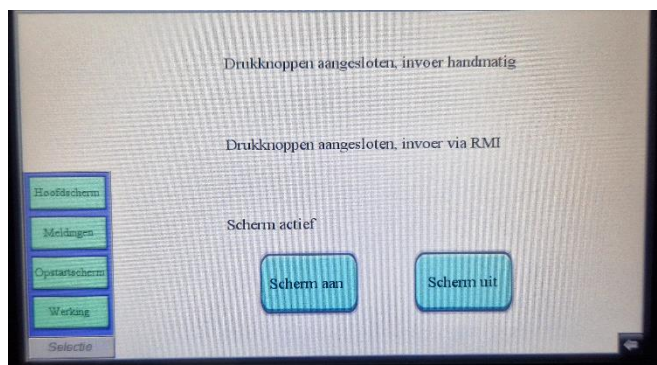 Drukknoppen aangesloten, invoer handmatig
Drukknoppen aangesloten, invoer via RMI
Scherm actief
Scherm aan
Scherm uit
Hoofdscherm
Meldingen
Opstartscherm
Werking
Selectie